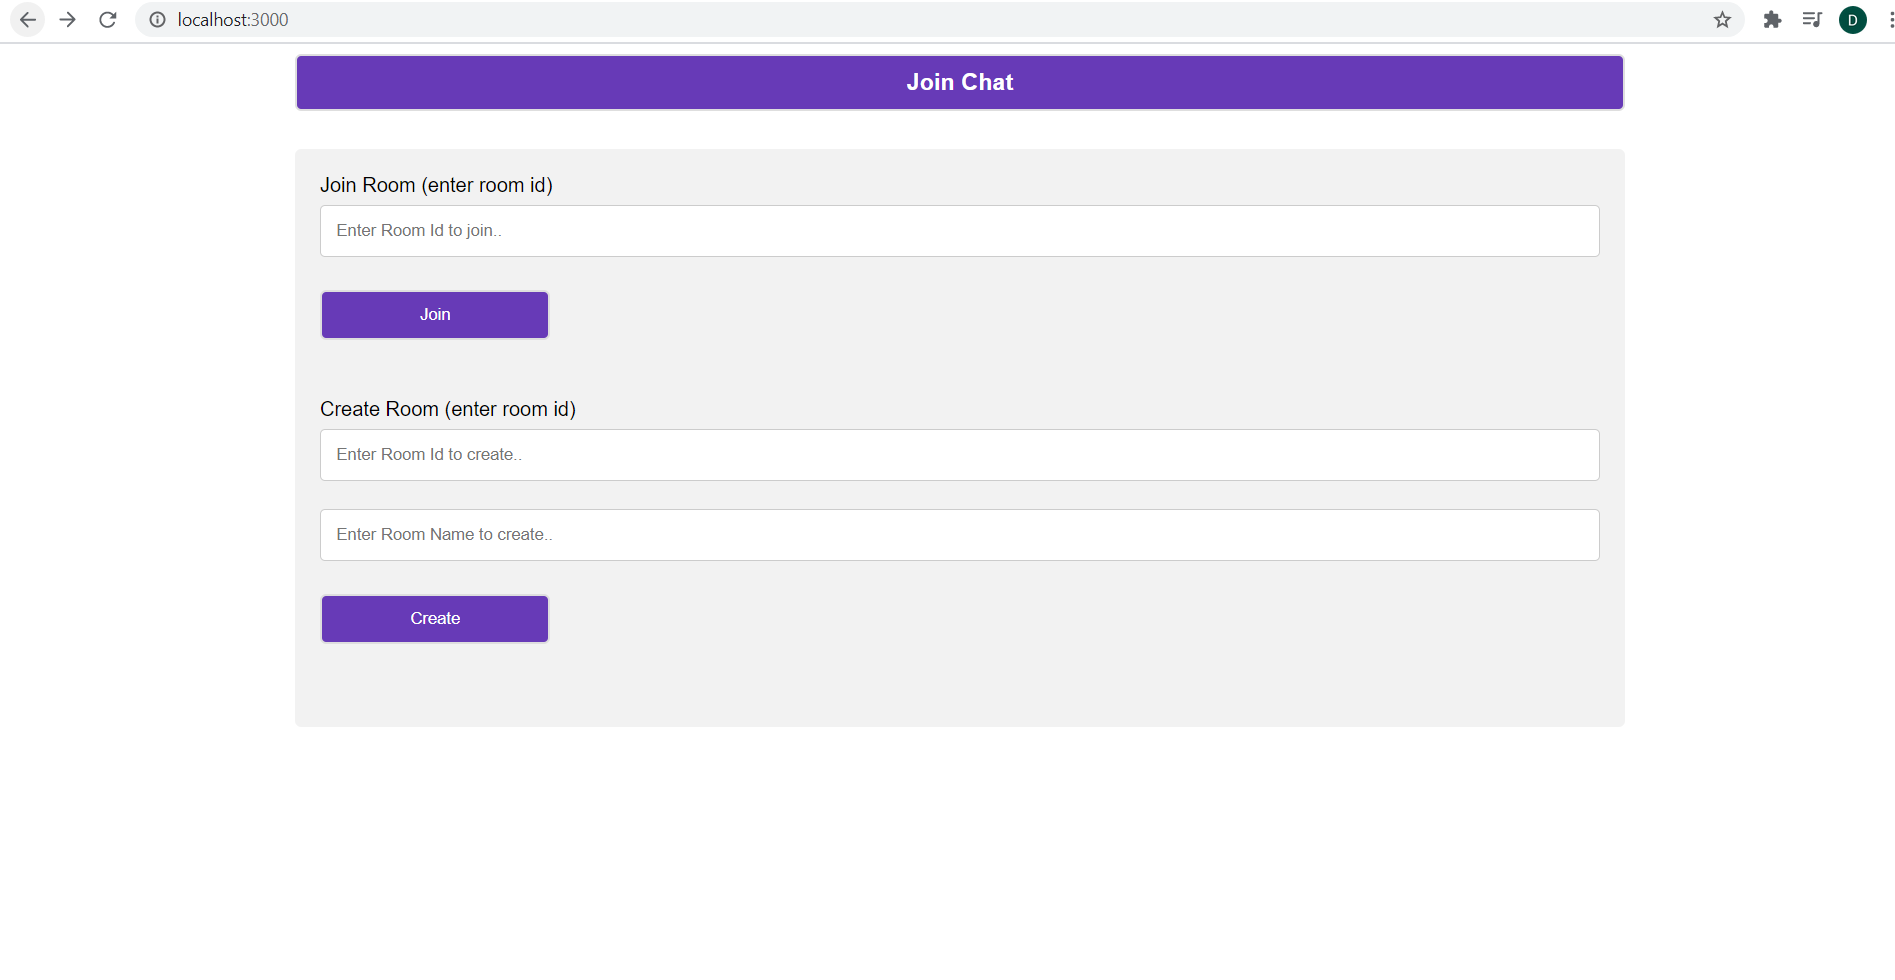 localhost:3000
D
Join Chat
Join Room (enter room id)
Enter Room Id to join..
Join
Create Room (enter room id)
Enter Room Id to create..
Enter Room Name to create..
Create